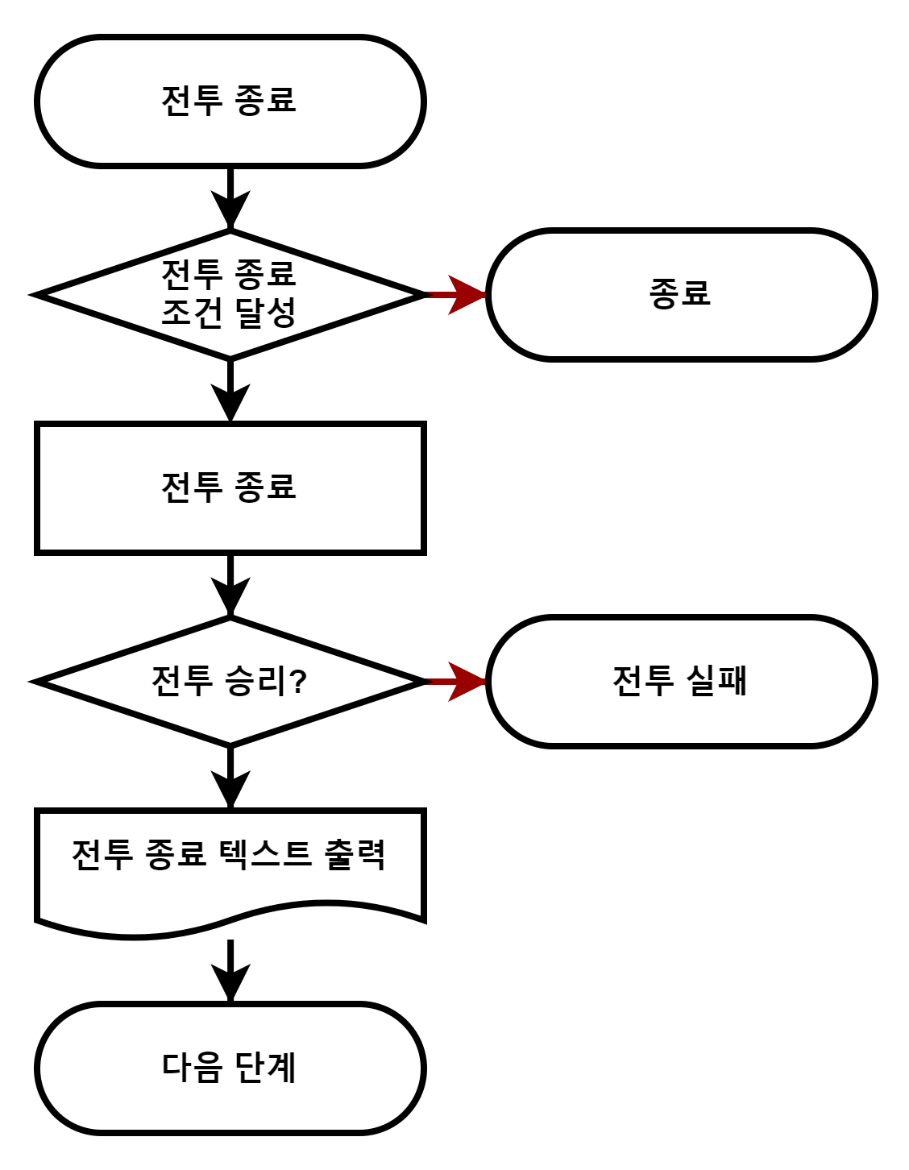 전투 종료
전투 종료
조건 달성
종료
전투 종료
전투 승리?
전투 실패
전투 종료 텍스트 출력
다음 단계